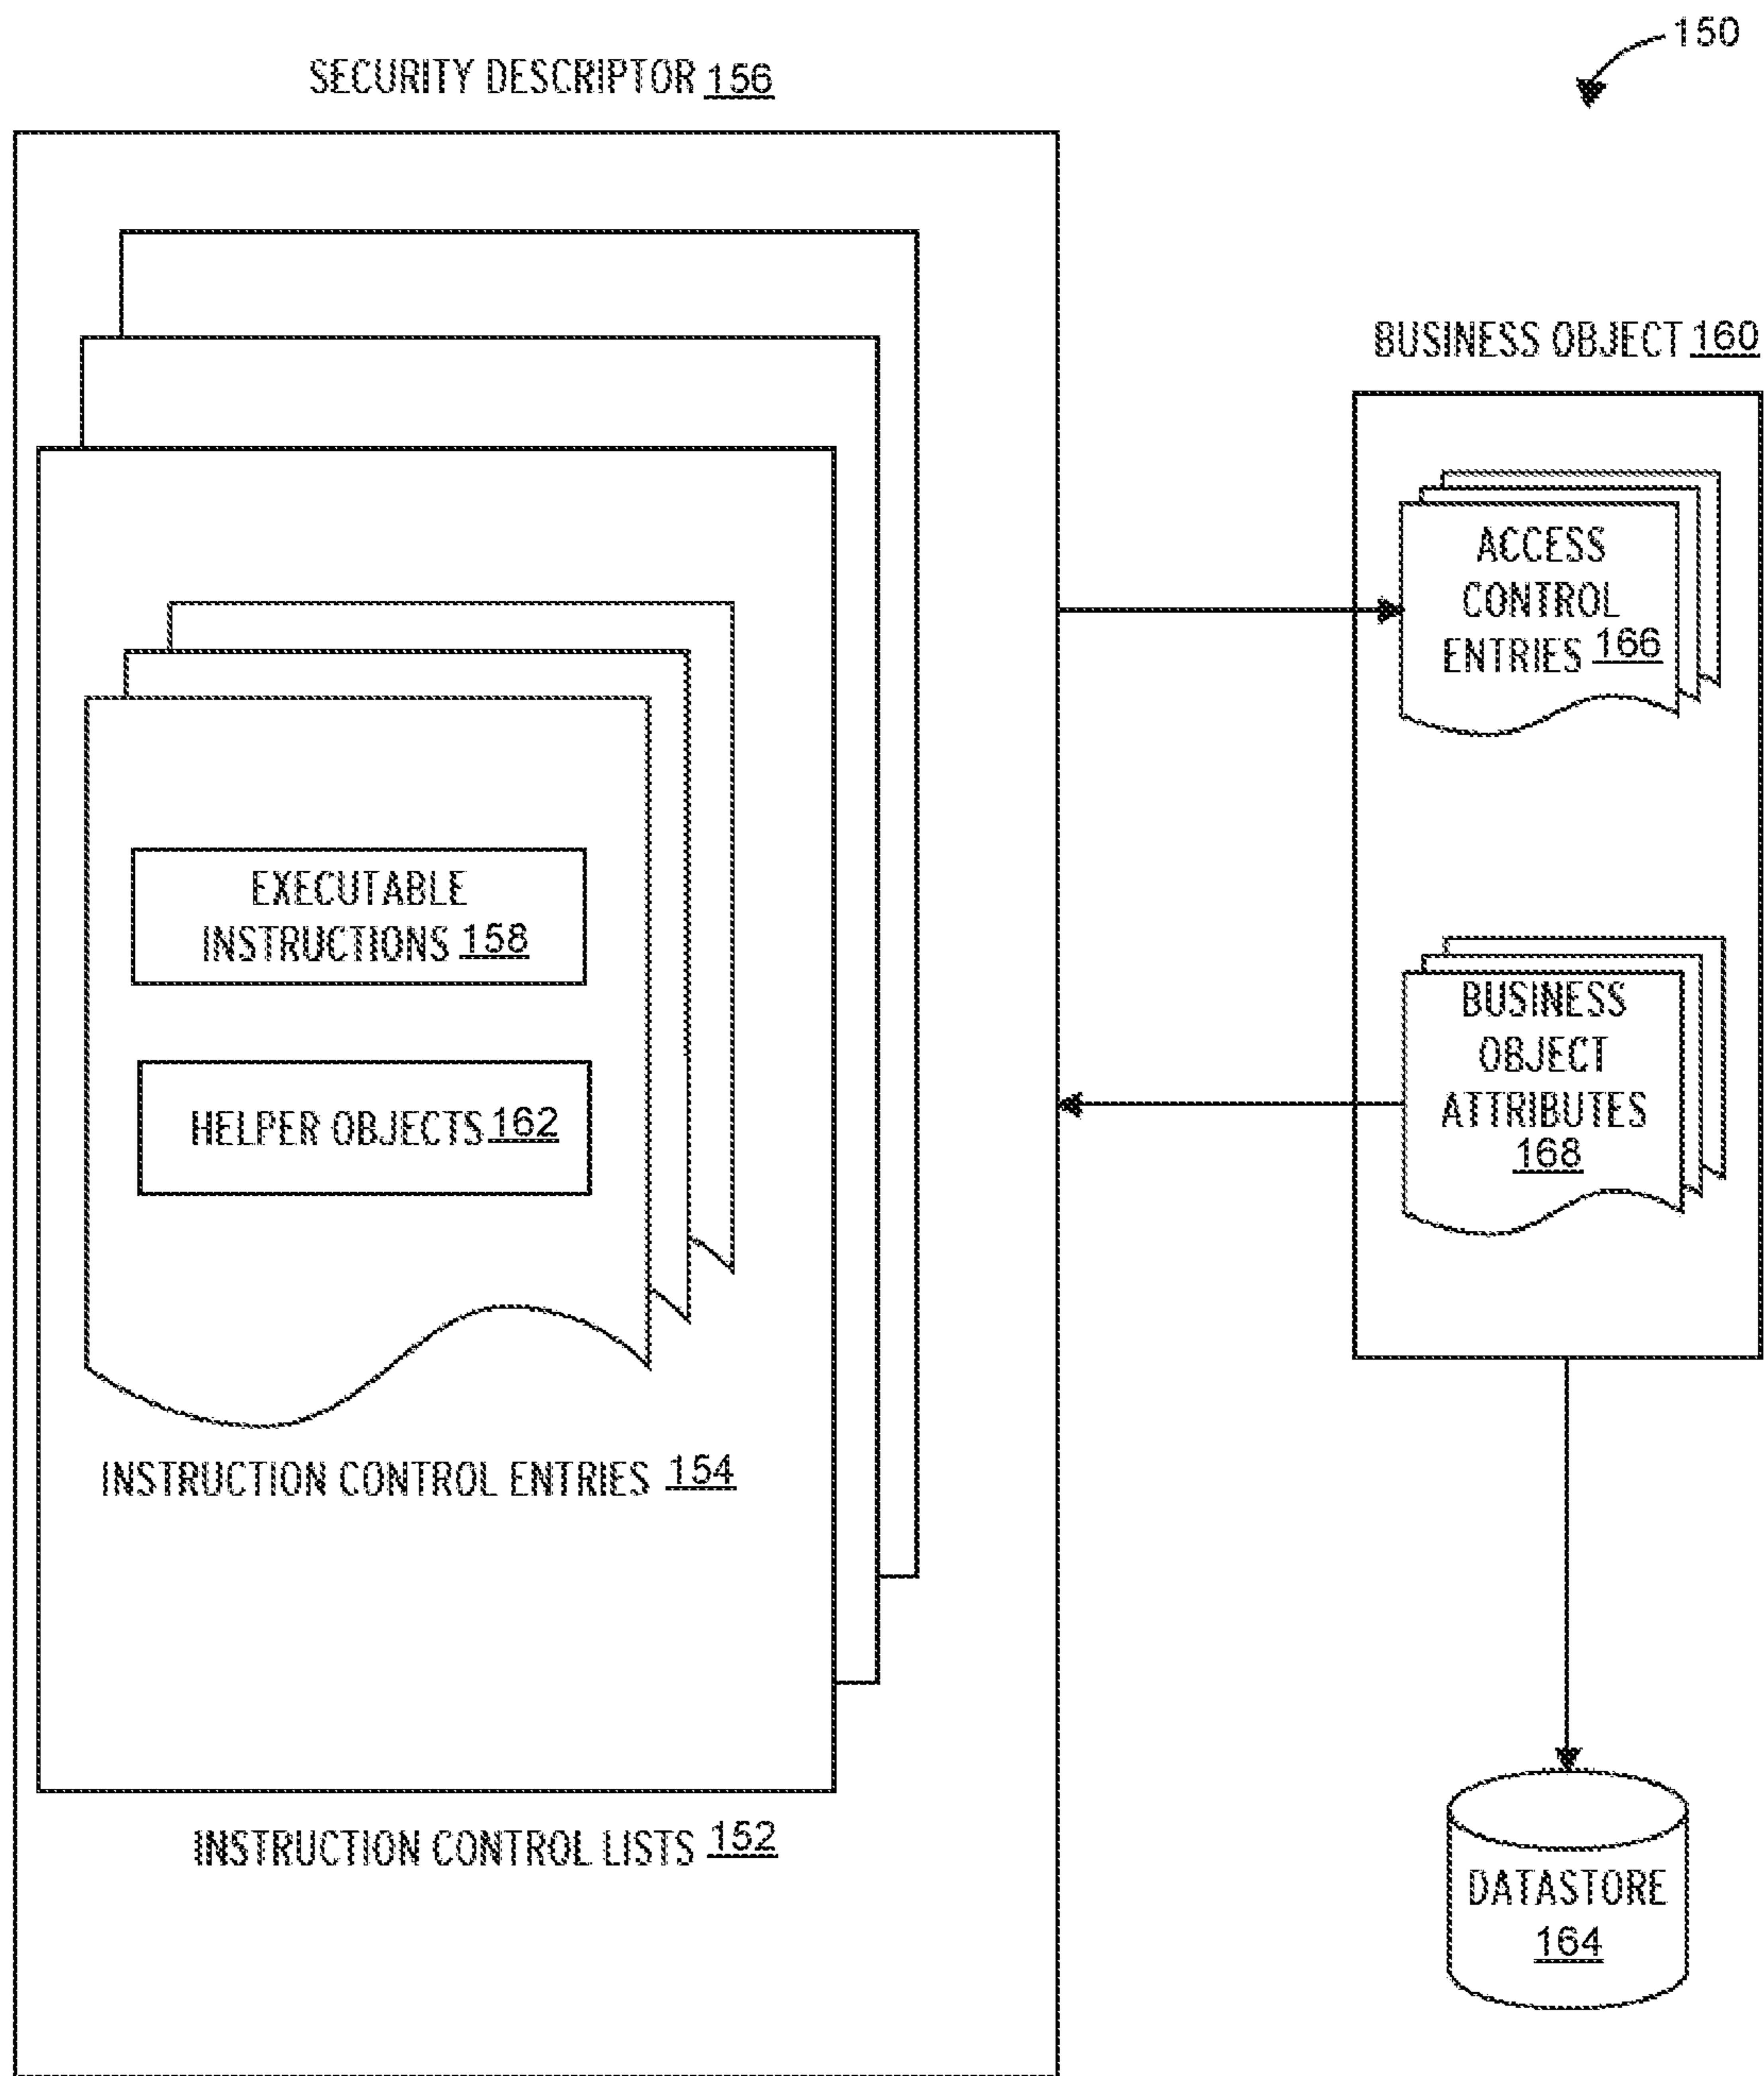 150
SECURITY DESCRIPTOR 156
BUSINESS OBJECT 160
ACCESS
CONTROL
ENTRIES 166
EXECUTABLE
INSTRUCTIONS 158
HELPER OBJECTS 162
BUSINESS
OBJECT
ATTRIBUTES
168
INSTRUCTION CONTROL ENTRIES 154
INSTRUCTION CONTROL LISTS 152
DATASTORE
164